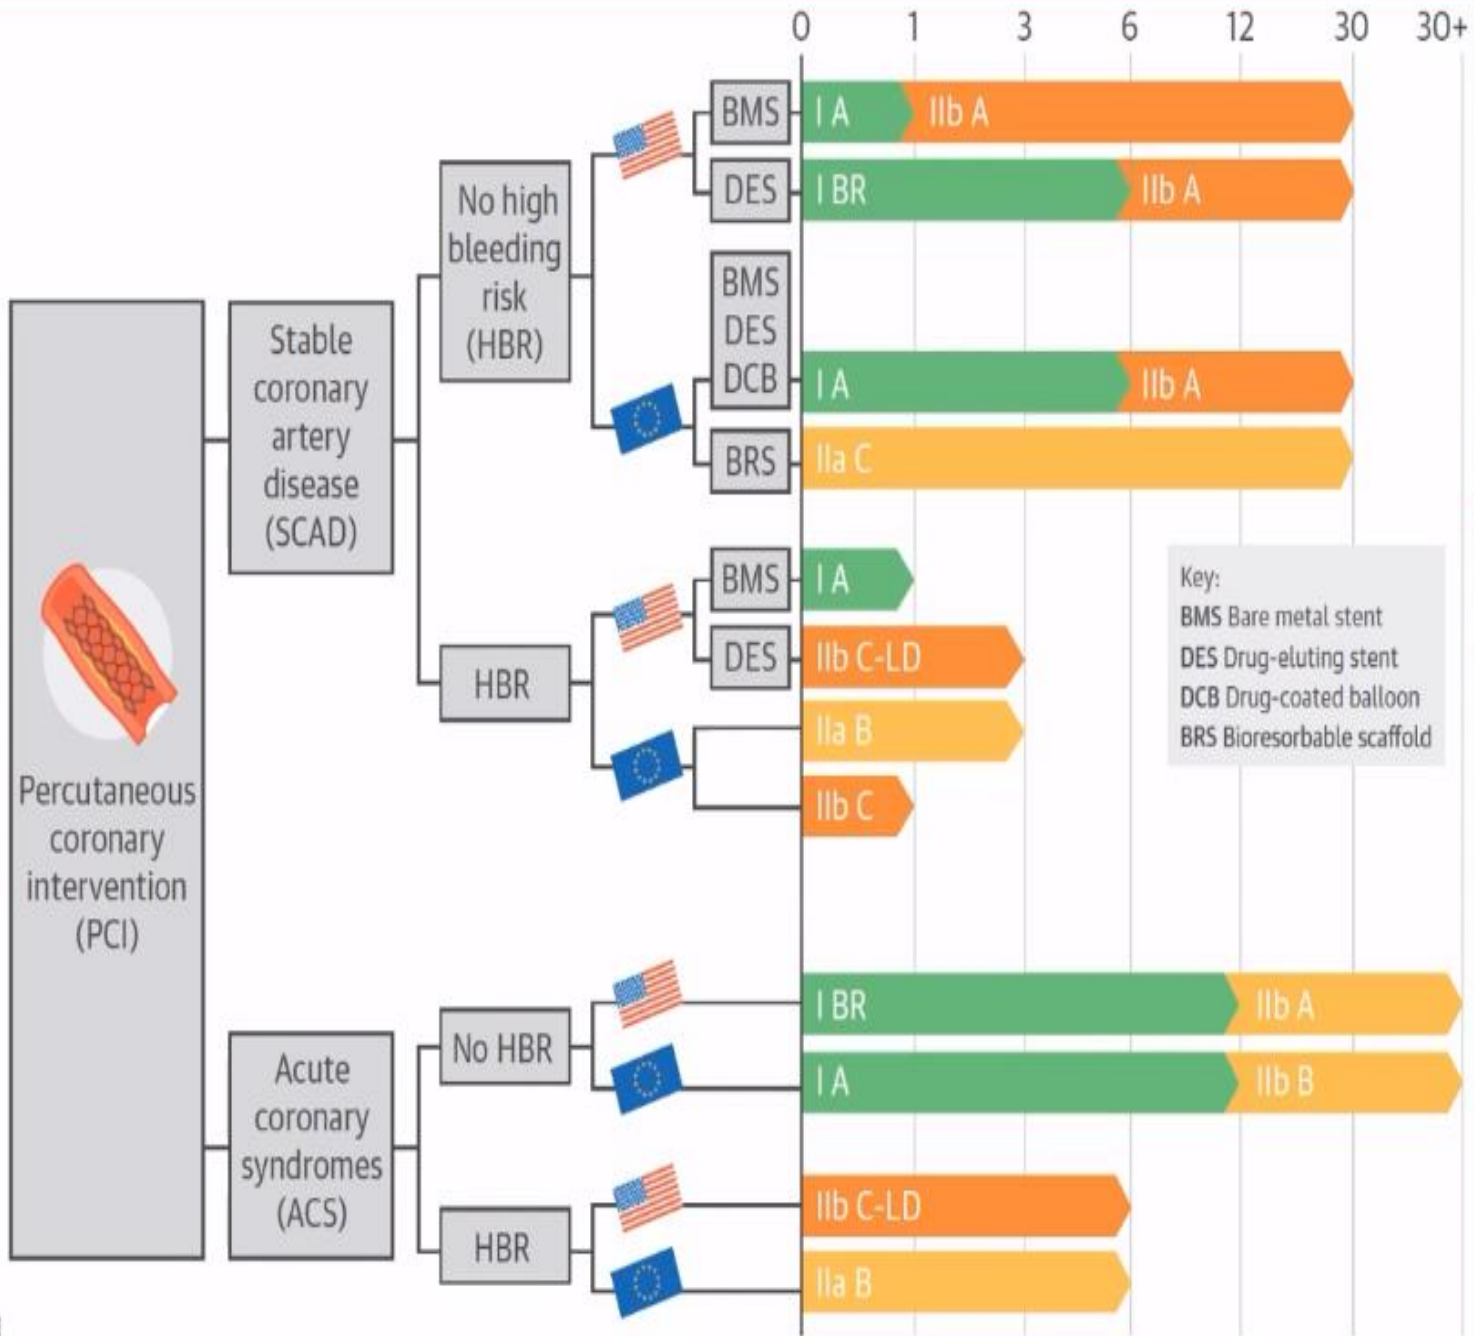 0 1 3 6 12 30 30+
BMS
I A
IIb A
DES
I BR
IIb A
No high
bleeding
risk
(HBR)
BMS
DES
DCB
I A
IIb A
BRS
IIa C
Stable
coronary
artery
disease
(SCAD)
BMS
I A
DES
IIb C-LD
HBR
IIa B
IIb C
Key:
BMS Bare metal stent
DES Drug-eluting stent
DCB Drug-coated balloon
BRS Bioresorbable scaffold
Percutaneous
coronary
intervention
(PCI)
No HBR
I BR
IIb A
I A
IIb B
Acute
coronary
syndromes
(ACS)
HBR
IIb C-LD
IIa B